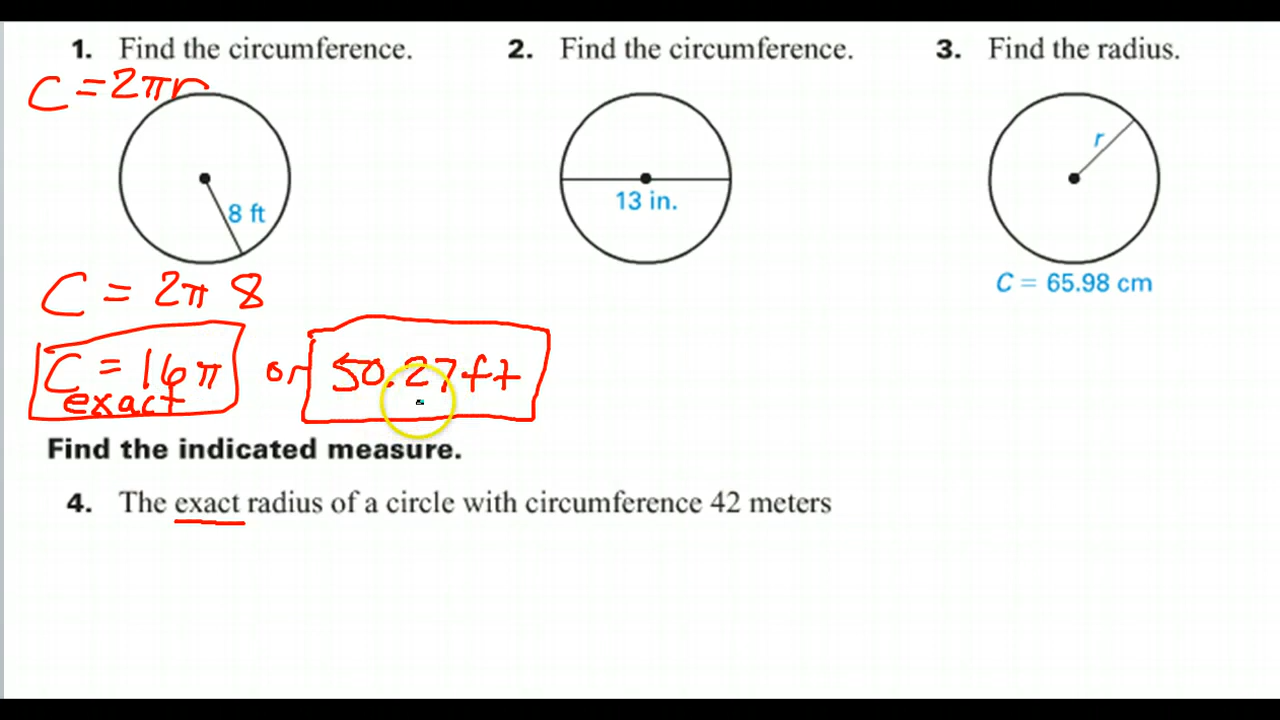 1. Find the circumference.
C = 2πr
8 ft
C = 2π 8
C = 16π or 50.27 ft
exact
2. Find the circumference.
13 in.
3. Find the radius.
r
C = 65.98 cm
Find the indicated measure.
4. The exact radius of a circle with circumference 42 meters